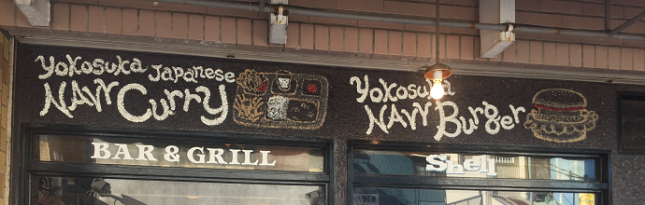 Yokosuka Japanese
NAVY Curry
Yokosuka
NAVY Burger
BAR & GRILL
Shell